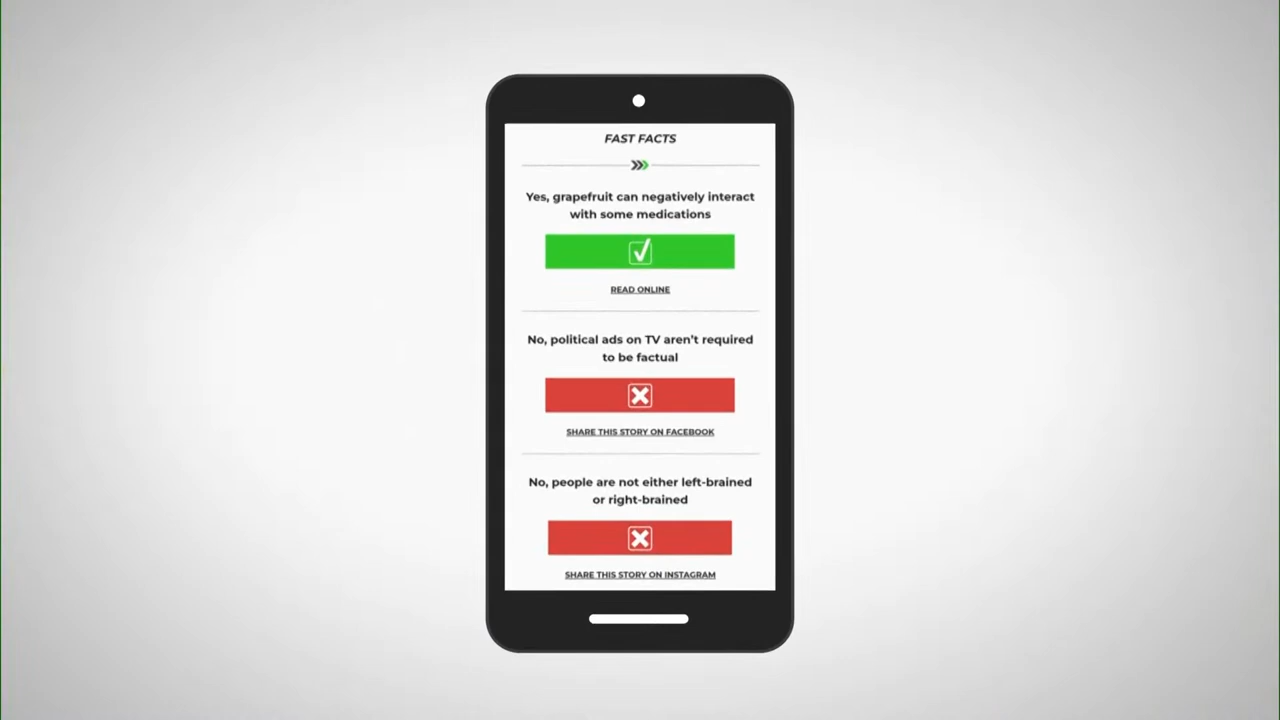 FAST FACTS
Yes, grapefruit can negatively interact
with some medications
READ ONLINE
No, political ads on TV aren't required
to be factual
SHARE THIS STORY ON FACEBOOK
No, people are not either left-brained
or right-brained
SHARE THIS STORY ON INSTAGRAM